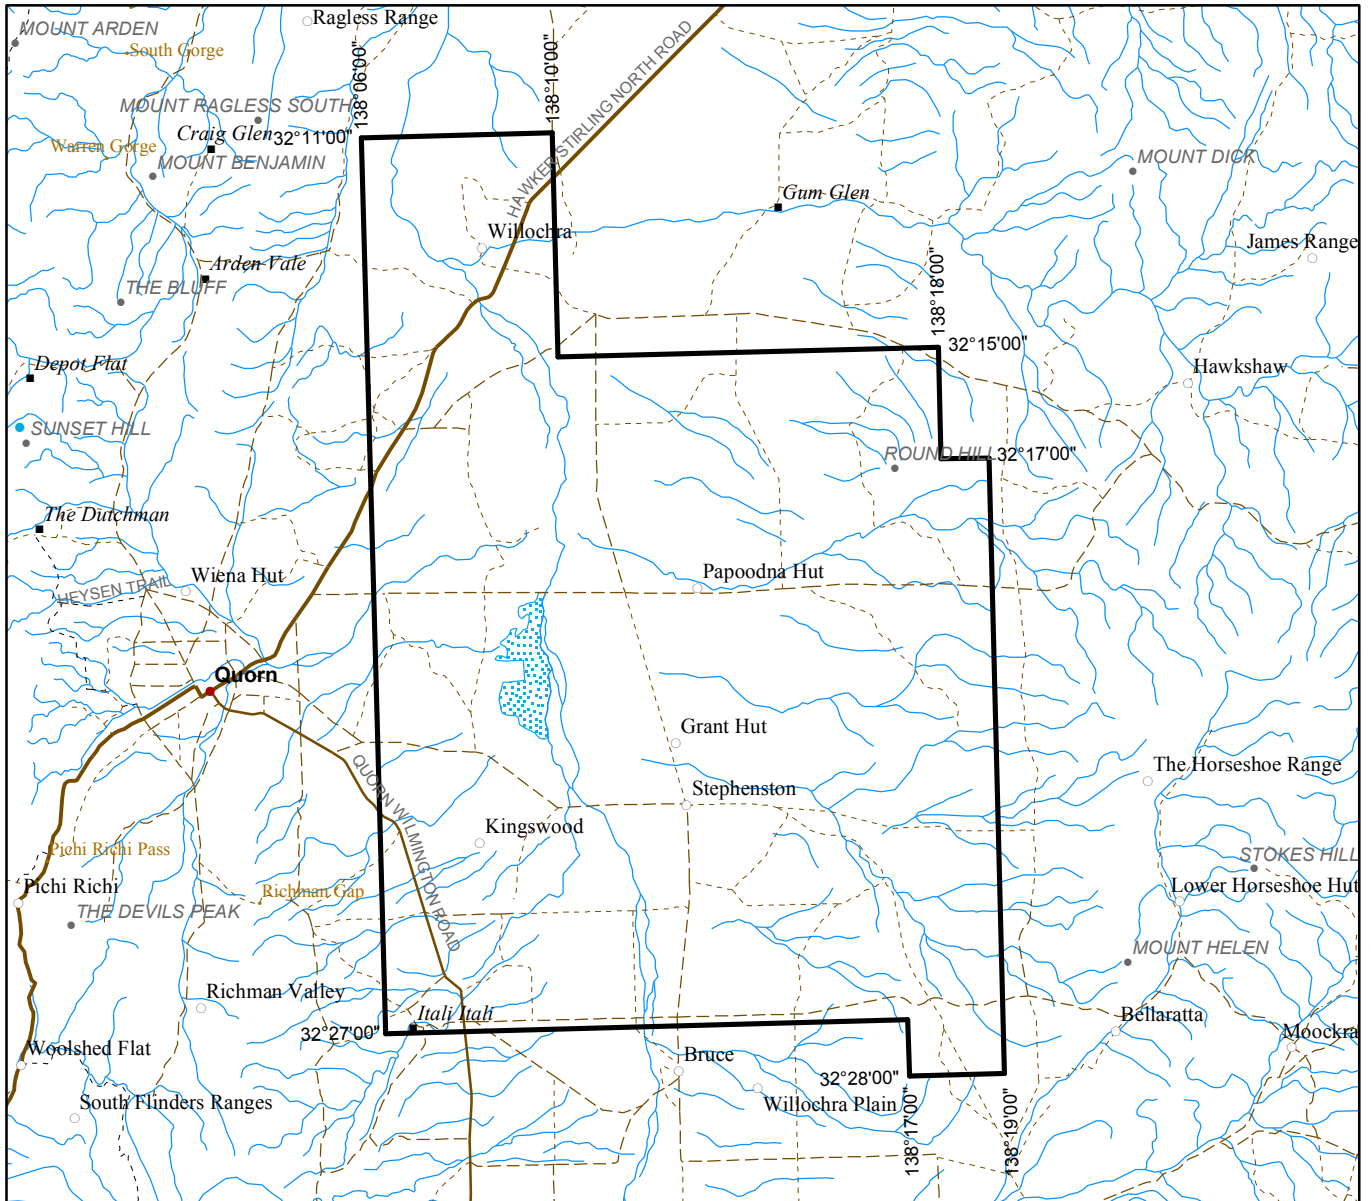 Ragless Range
MOUNT ARDEN
South Gorge
138°06'00"
138°10'00"
HAWKER/STIRLING NORTH ROAD
MOUNT RAGLESS SOUTH
Craig Glen
32°11'00"
Warren Gorge
MOUNT BENJAMIN
MOUNT DICK
Gum Glen
Willochra
James Range
Arden Vale
THE BLUFF
138°18'00"
32°15'00"
Depot Flat
Hawkshaw
SUNSET HILL
ROUND HILL
32°17'00"
The Dutchman
Wiena Hut
HEYSEN TRAIL
Papoodna Hut
Quorn
Grant Hut
The Horseshoe Range
Stephenston
QUORN WILMINGTON ROAD
Kingswood
Pichi Richi Pass
STOKES HILL
Pichi Richi
Richman Gap
Lower Horseshoe Hut
THE DEVILS PEAK
MOUNT HELEN
Richman Valley
Itali Itali
Bellaratta
32°27'00"
Moockra
Woolshed Flat
Bruce
32°28'00"
South Flinders Ranges
Willochra Plain
138°17'00"
138°19'00"